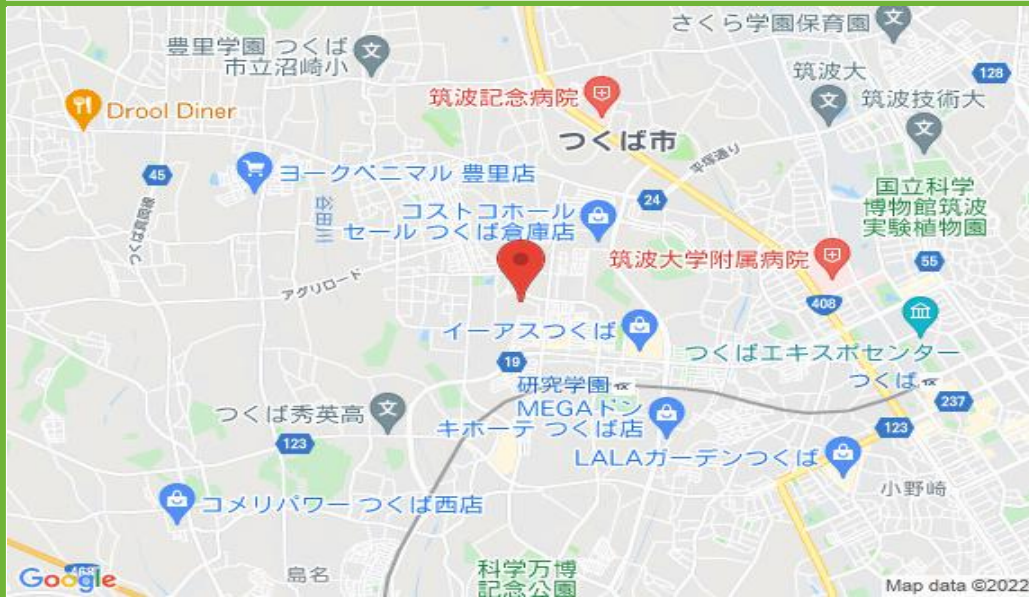 さくら学園保育園
豊里学園 つくば
市立沼崎小
筑波大
128
筑波記念病院
筑波技術大
Drool Diner
つくば市
平塚通り
45
ヨークベニマル 豊里店
24
国立科学
博物館筑波
実験植物園
谷田川
つくば真岡線
コストコホール
セール つくば倉庫店
筑波大学附属病院
55
アグリロード
408
イーアスつくば
つくばエキスポセンター
19
研究学園
つくば
MEGAドン
キホーテ つくば店
237
つくば秀英高
123
123
LALAガーデンつくば
小野崎
コメリパワー つくば西店
468
島名
科学万博
記念公園
Google
Map data ©2022